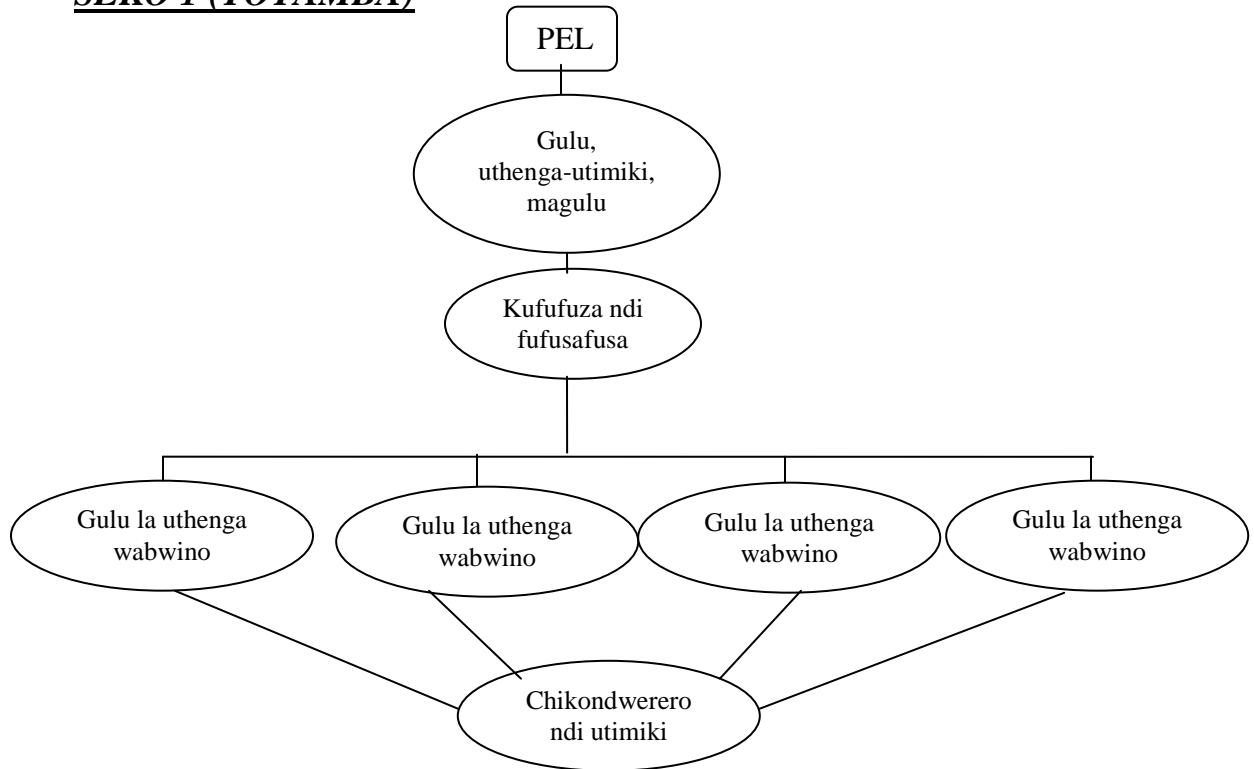 PEL
Gulu,
uthenga-utimiki,
magulu
Kufufuza ndi
fufusafusa
Gulu la uthenga
wabwino
Gulu la uthenga
wabwino
Gulu la uthenga
wabwino
Gulu la uthenga
wabwino
Chikondwerero
ndi utimiki